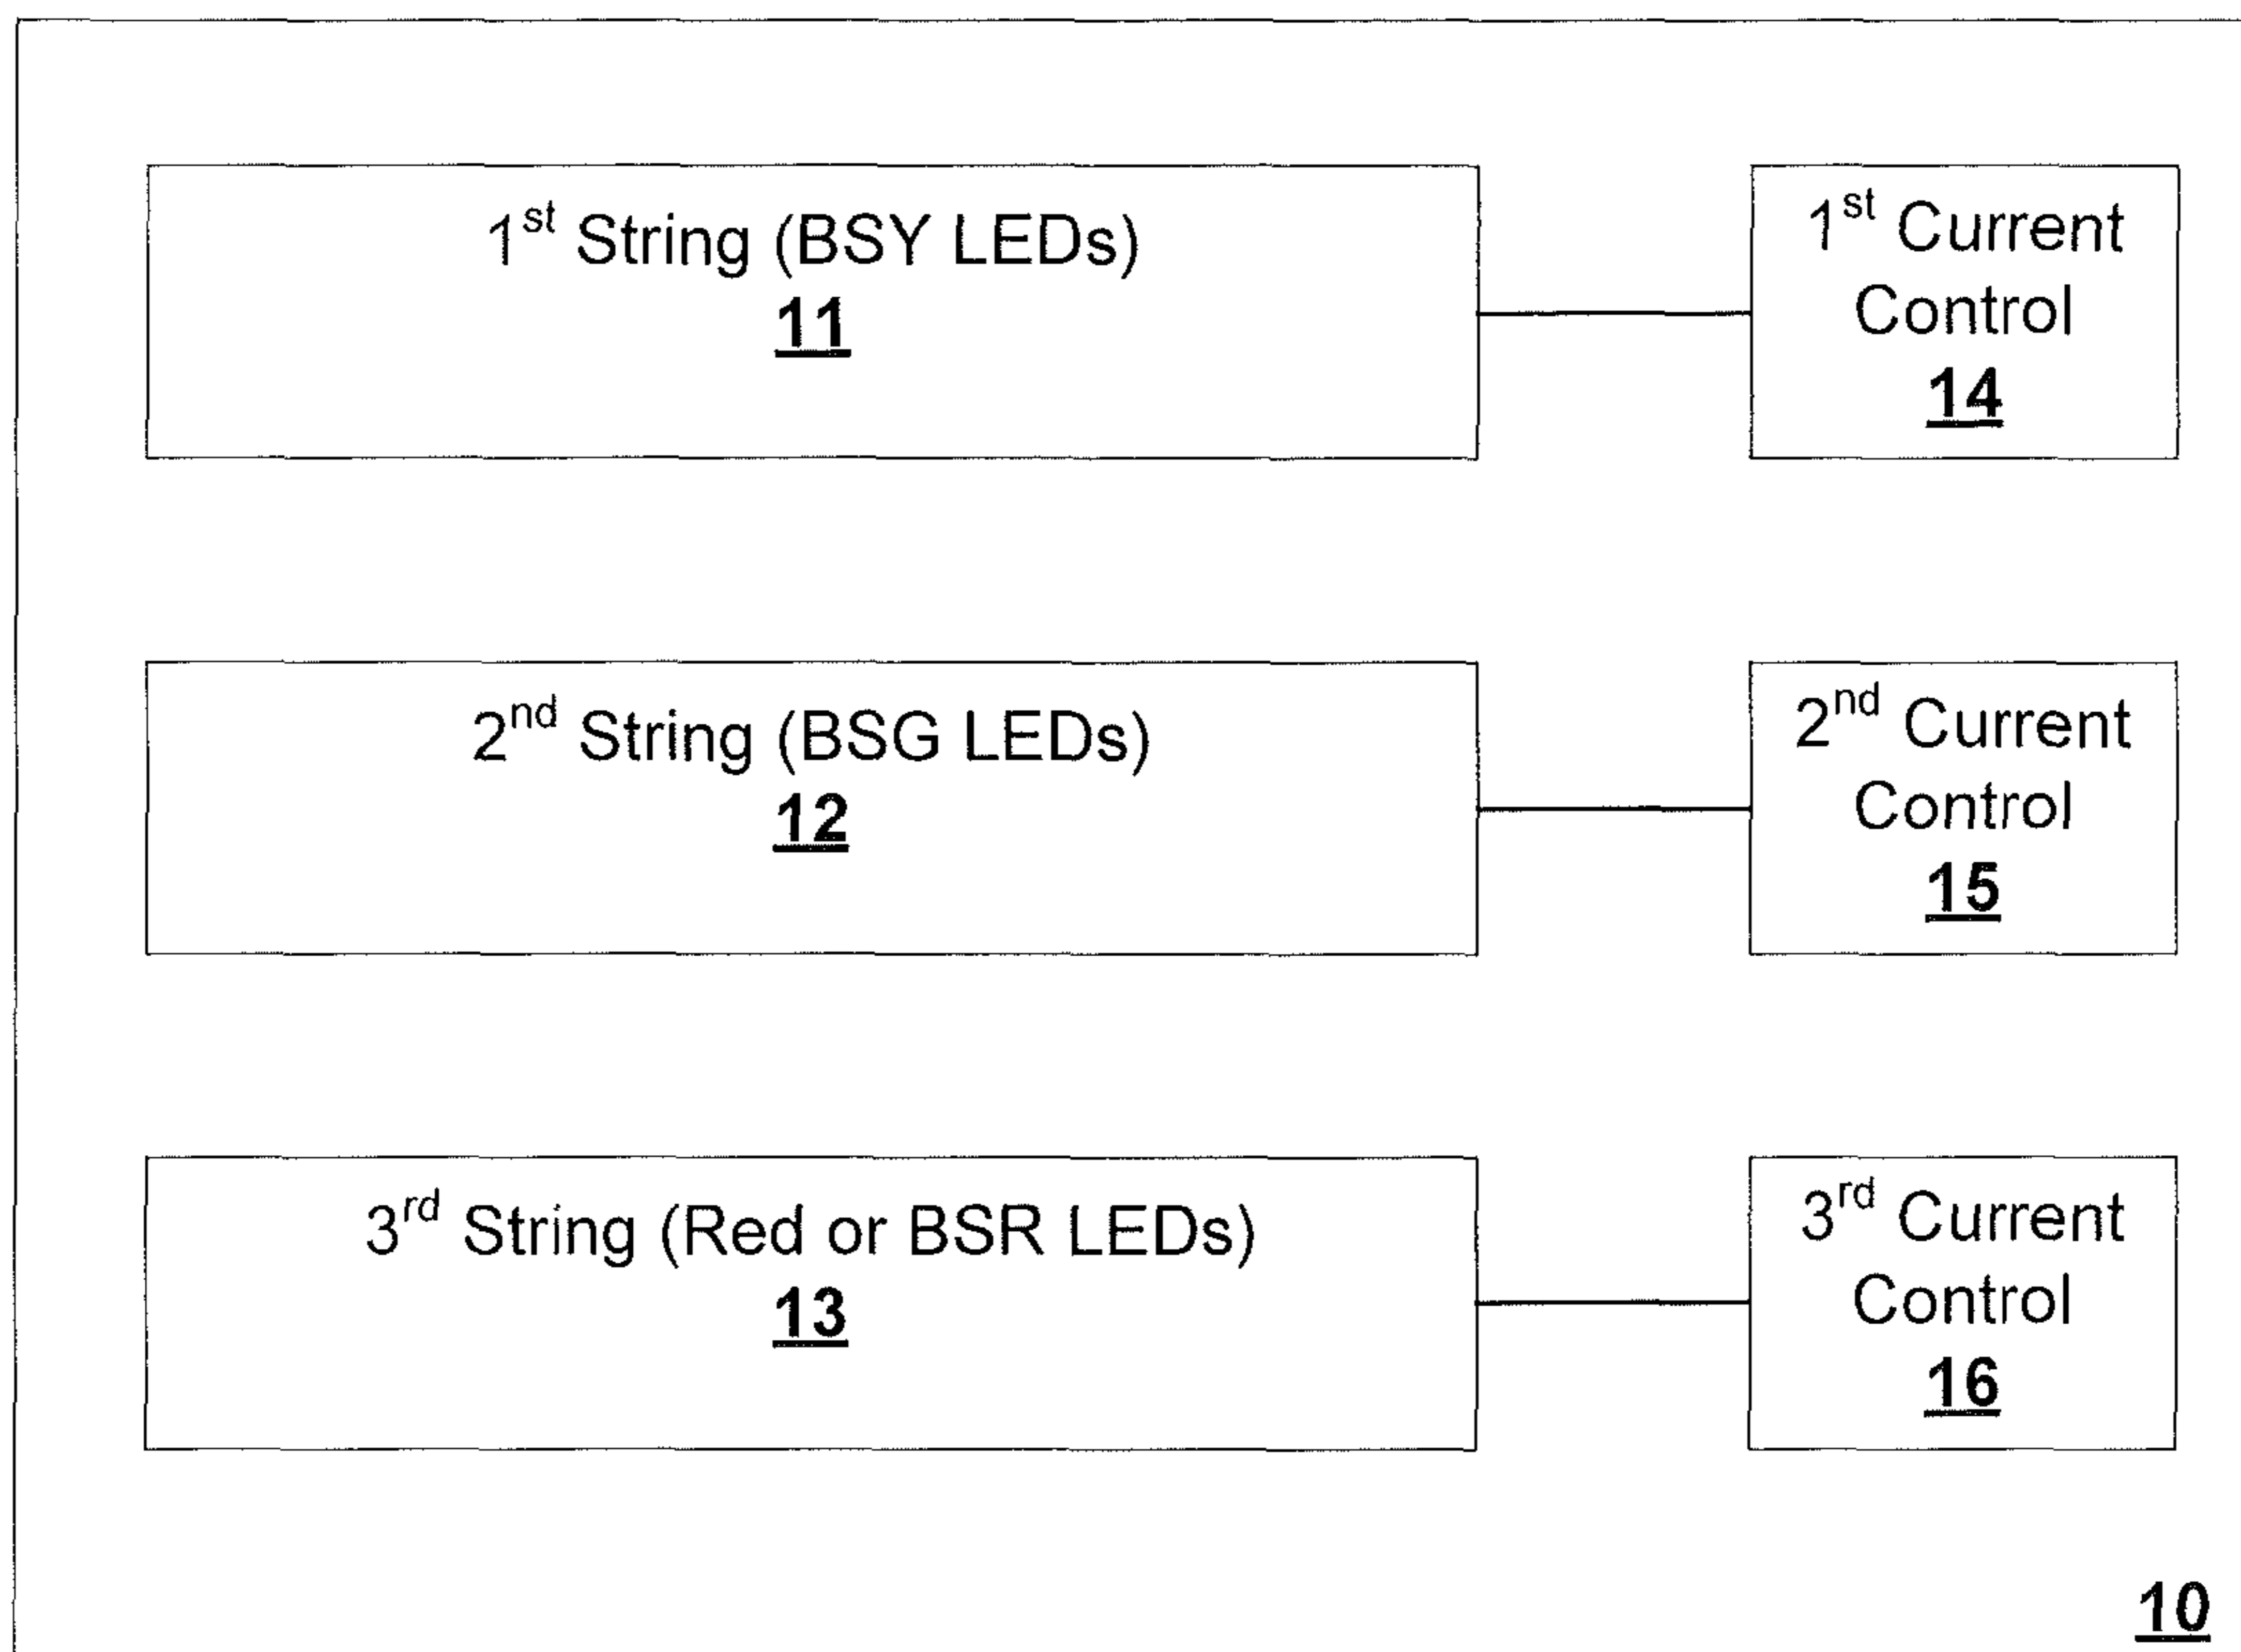 1st String (BSY LEDs)
11
1st Current
Control
14
2nd String (BSG LEDs)
12
2nd Current
Control
15
3rd String (Red or BSR LEDs)
13
3rd Current
Control
16
10